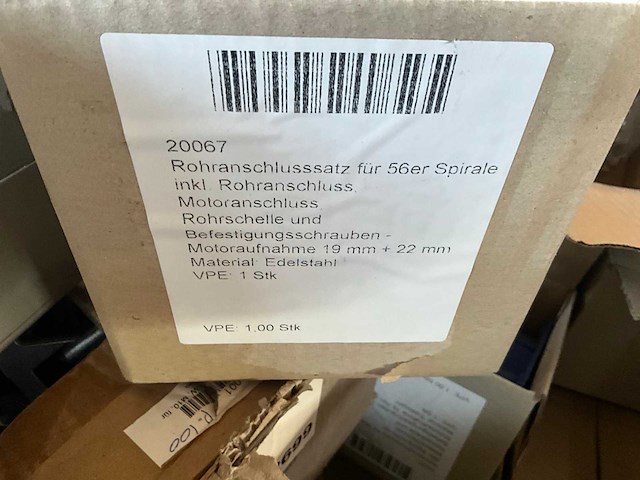 20067
Rohranschlusssatz für 56er Spirale
inkl. Rohranschluss,
Motoranschluss,
Rohrschelle und
Befestigungsschrauben -
Motoraufnahme 19 mm + 22 mm
Material: Edelstahl
VPE: 1 Stk
VPE: 1,00 Stk